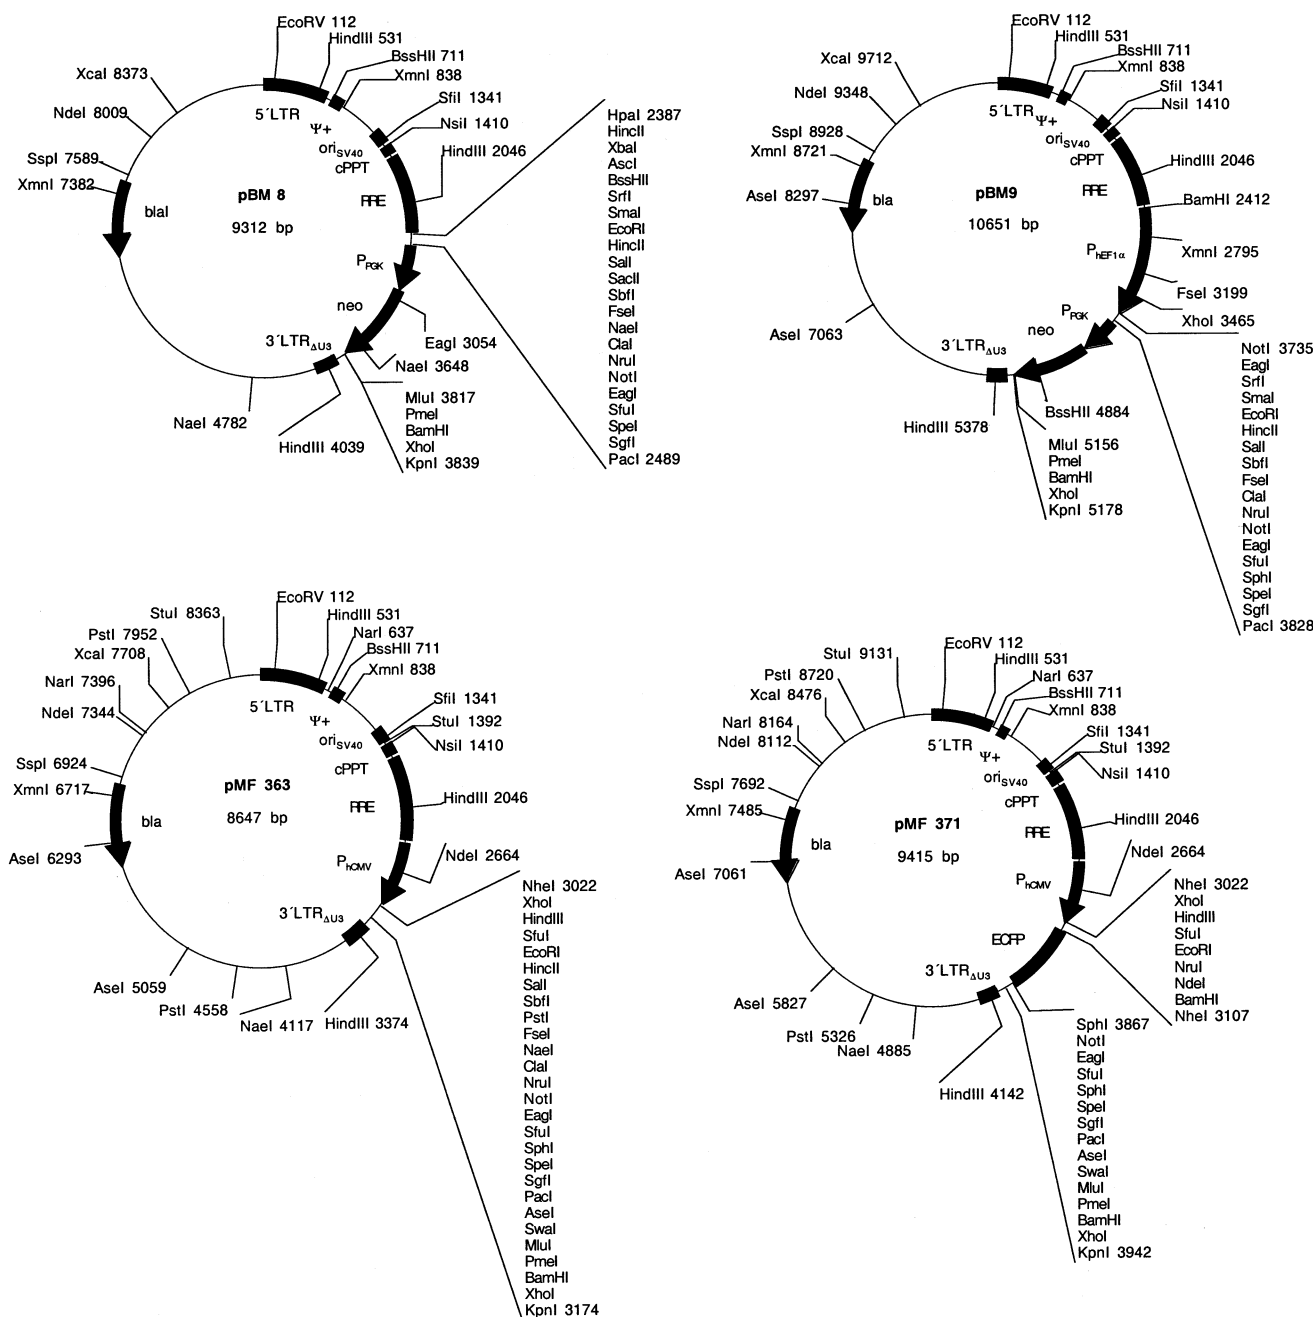 EcoRV 112
HindIII 531
BssHII 711
XmnI 838
SfiI 1341
NsiI 1410
HindIII 2046
XcaI 8373
NdeI 8009
SspI 7589
XmnI 7382
5´LTR
Ψ+
oriSV40
cPPT
RRE
pBM 8
9312 bp
blaI
PPGK
neo
3´LTRΔU3
EagI 3054
NaeI 3648
NaeI 4782
HindIII 4039
MluI 3817
PmeI
BamHI
XhoI
KpnI 3839
HpaI 2387
HincII
XbaI
AscI
BssHII
SrfI
SmaI
EcoRI
HincII
SalI
SacII
SbfI
FseI
NaeI
ClaI
NruI
NotI
EagI
SfuI
SpeI
SgfI
PacI 2489
EcoRV 112
HindIII 531
BssHII 711
XmnI 838
SfiI 1341
NsiI 1410
HindIII 2046
BamHI 2412
XmnI 2795
FseI 3199
XhoI 3465
XcaI 9712
NdeI 9348
SspI 8928
XmnI 8721
AseI 8297
AseI 7063
5´LTR
Ψ+
oriSV40
cPPT
RRE
pBM9
10651 bp
bla
PhEF1α
PPGK
neo
3´LTRΔU3
BssHII 4884
HindIII 5378
MluI 5156
PmeI
BamHI
XhoI
KpnI 5178
NotI 3735
EagI
SrfI
SmaI
EcoRI
HincII
SalI
SbfI
FseI
ClaI
NruI
NotI
EagI
SfuI
SphI
SpeI
SgfI
PacI 3828
EcoRV 112
HindIII 531
NarI 637
BssHII 711
XmnI 838
SfiI 1341
StuI 1392
NsiI 1410
HindIII 2046
NdeI 2664
StuI 8363
PstI 7952
XcaI 7708
NarI 7396
NdeI 7344
SspI 6924
XmnI 6717
AseI 6293
AseI 5059
PstI 4558
NaeI 4117
HindIII 3374
5´LTR
Ψ+
oriSV40
cPPT
RRE
pMF 363
8647 bp
bla
PhCMV
3´LTRΔU3
NheI 3022
XhoI
HindIII
SfuI
EcoRI
HincII
SalI
SbfI
PstI
FseI
NaeI
ClaI
NruI
NotI
EagI
SfuI
SphI
SpeI
SgfI
PacI
AseI
SwaI
MluI
PmeI
BamHI
XhoI
KpnI 3174
EcoRV 112
HindIII 531
NarI 637
BssHII 711
XmnI 838
SfiI 1341
StuI 1392
NsiI 1410
HindIII 2046
NdeI 2664
StuI 9131
PstI 8720
XcaI 8476
NarI 8164
NdeI 8112
SspI 7692
XmnI 7485
AseI 7061
AseI 5827
PstI 5326
NaeI 4885
HindIII 4142
5´LTR
Ψ+
oriSV40
cPPT
RRE
pMF 371
9415 bp
bla
PhCMV
ECFP
3´LTRΔU3
NheI 3022
XhoI
HindIII
SfuI
EcoRI
NruI
NdeI
BamHI
NheI 3107
SphI 3867
NotI
EagI
SfuI
SphI
SpeI
SgfI
PacI
AseI
SwaI
MluI
PmeI
BamHI
XhoI
KpnI 3942